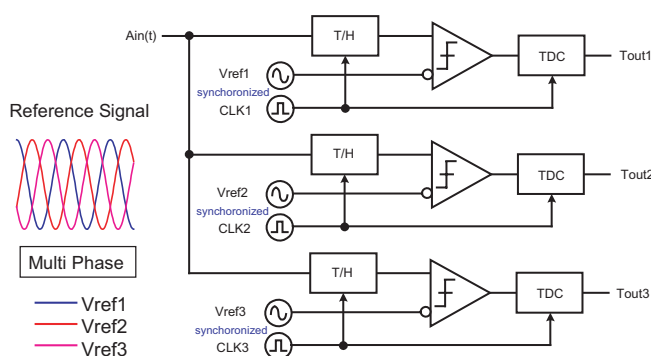 Ain(t)
T/H
TDC
Tout1
Vref1
synchoronized
CLK1
Reference Signal
T/H
TDC
Tout2
Vref2
synchoronized
CLK2
Multi Phase
Vref1
Vref2
Vref3
T/H
TDC
Tout3
Vref3
synchoronized
CLK3